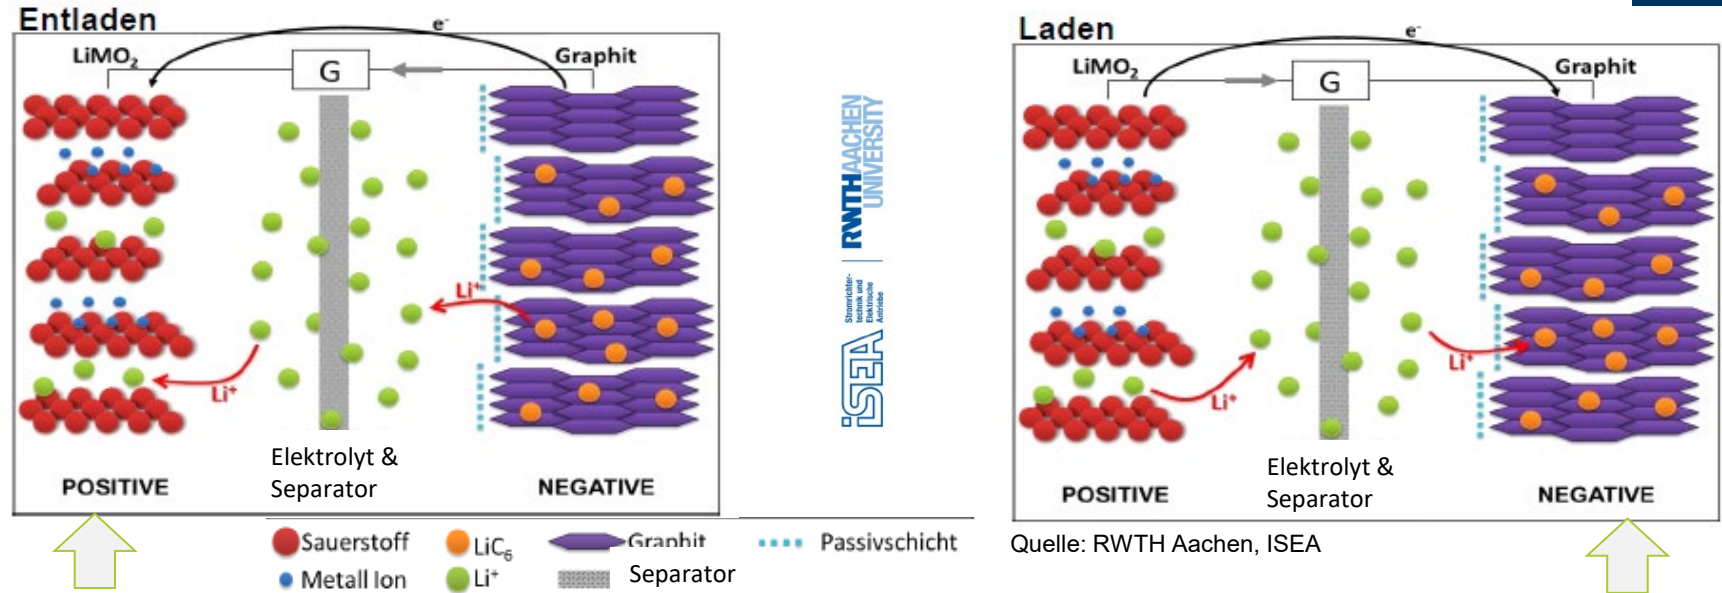 Entladen
e⁻
LiMO₂
G
Graphit
Li⁺
Li⁺
Elektrolyt &
Separator
POSITIVE
NEGATIVE
RWTHAACHEN
UNIVERSITY
iSEA
Stromrichter-
technik und
Elektrische
Antriebe
Laden
e⁻
LiMO₂
G
Graphit
Li⁺
Li⁺
Elektrolyt &
Separator
POSITIVE
NEGATIVE
Sauerstoff
LiC₆
Graphit
Passivschicht
Metall Ion
Li⁺
Separator
Quelle: RWTH Aachen, ISEA